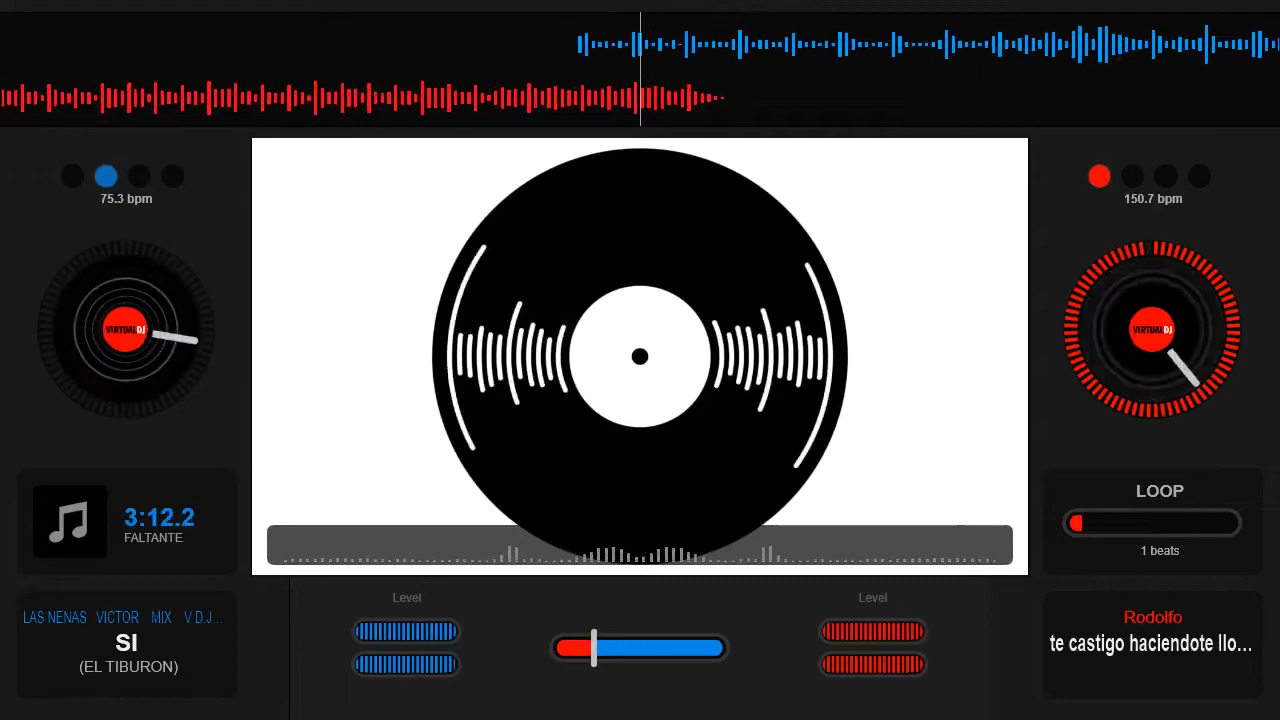 75.3 bpm
150.7 bpm
VIRTUALDJ
VIRTUALDJ
3:12.2
FALTANTE
LOOP
1 beats
LAS NENAS VICTOR MIX V D.J...
SI
(EL TIBURON)
Level
Level
Rodolfo
te castigo haciendote llo...